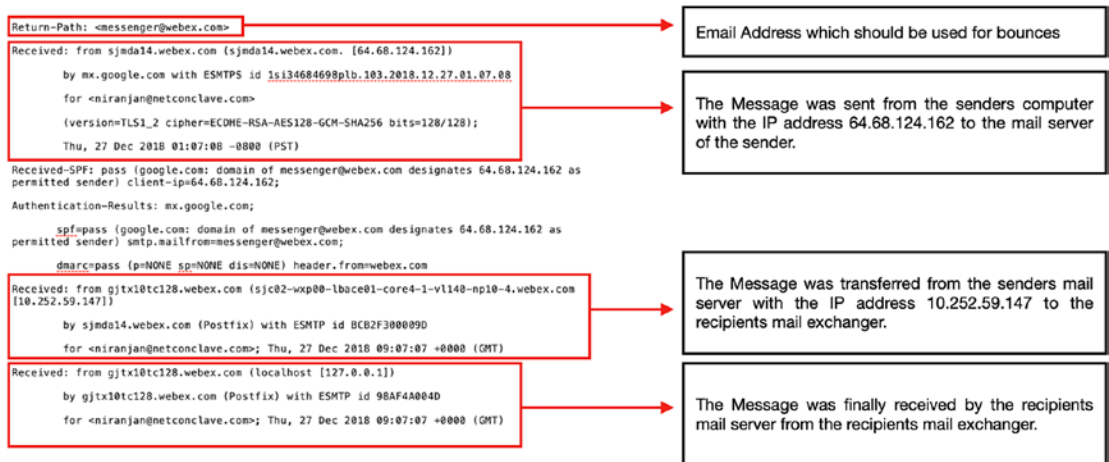 Return-Path: <messenger@webex.com>
Received: from sjmda14.webex.com (sjmda14.webex.com. [64.68.124.162])
by mx.google.com with ESMTPS id 1si34684698plb.103.2018.12.27.01.07.08
for <niranjan@netconclave.com>
(version=TLS1_2 cipher=ECDHE-RSA-AES128-GCM-SHA256 bits=128/128);
Thu, 27 Dec 2018 01:07:08 -0800 (PST)
Received-SPF: pass (google.com: domain of messenger@webex.com designates 64.68.124.162 as
permitted sender) client-ip=64.68.124.162;
Authentication-Results: mx.google.com;
spf=pass (google.com: domain of messenger@webex.com designates 64.68.124.162 as
permitted sender) smtp.mailfrom=messenger@webex.com;
dmarc=pass (p=NONE sp=NONE dis=NONE) header.from=webex.com
Received: from gjtx10tc128.webex.com (sjc02-wxp00-lbace01-core4-1-vl140-np10-4.webex.com
[10.252.59.147])
by sjmda14.webex.com (Postfix) with ESMTP id BCB2F300009D
for <niranjan@netconclave.com>; Thu, 27 Dec 2018 09:07:07 +0000 (GMT)
Received: from gjtx10tc128.webex.com (localhost [127.0.0.1])
by gjtx10tc128.webex.com (Postfix) with ESMTP id 98AF4A004D
for <niranjan@netconclave.com>; Thu, 27 Dec 2018 09:07:07 +0000 (GMT)
Email Address which should be used for bounces
The Message was sent from the senders computer
with the IP address 64.68.124.162 to the mail server
of the sender.
The Message was transferred from the senders mail
server with the IP address 10.252.59.147 to the
recipients mail exchanger.
The Message was finally received by the recipients
mail server from the recipients mail exchanger.